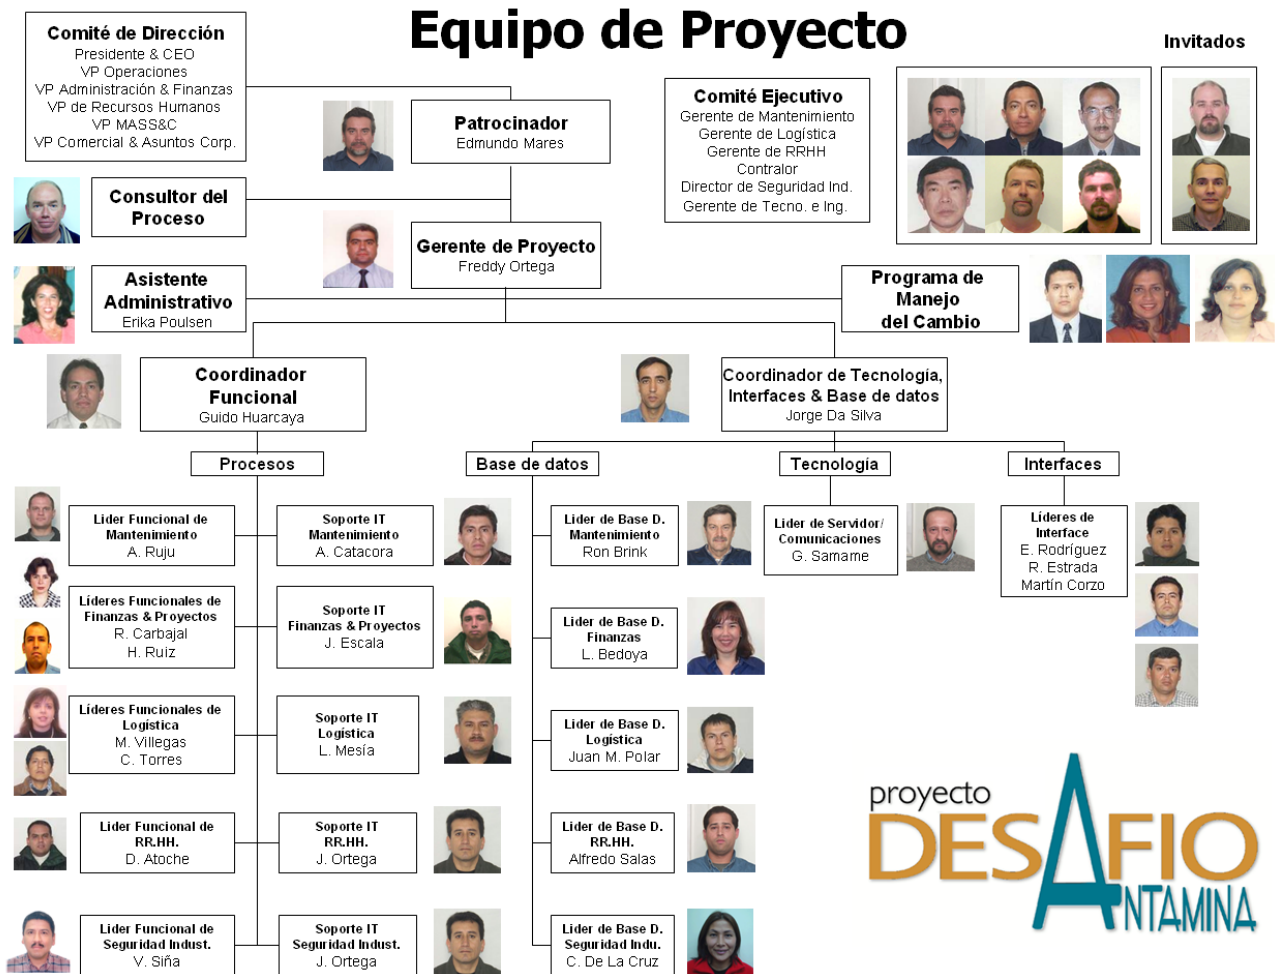 Equipo de Proyecto
Comité de Dirección
Presidente & CEO
VP Operaciones
VP Administración & Finanzas
VP de Recursos Humanos
VP MASS&C
VP Comercial & Asuntos Corp.
Patrocinador
Edmundo Mares
Comité Ejecutivo
Gerente de Mantenimiento
Gerente de Logística
Gerente de RRHH
Contralor
Director de Seguridad Ind.
Gerente de Tecno. e Ing.
Invitados
Consultor del
Proceso
Gerente de Proyecto
Freddy Ortega
Asistente
Administrativo
Erika Poulsen
Programa de
Manejo
del Cambio
Coordinador
Funcional
Guido Huarcaya
Coordinador de Tecnología,
Interfaces & Base de datos
Jorge Da Silva
Procesos
Base de datos
Tecnología
Interfaces
Lider Funcional de
Mantenimiento
A. Ruju
Soporte IT
Mantenimiento
A. Catacora
Lider de Base D.
Mantenimiento
Ron Brink
Lider de Servidor/
Comunicaciones
G. Samame
Líderes de
Interface
E. Rodríguez
R. Estrada
Martín Corzo
Líderes Funcionales de
Finanzas & Proyectos
R. Carbajal
H. Ruiz
Soporte IT
Finanzas & Proyectos
J. Escala
Lider de Base D.
Finanzas
L. Bedoya
Líderes Funcionales de
Logística
M. Villegas
C. Torres
Soporte IT
Logística
L. Mesía
Lider de Base D.
Logística
Juan M. Polar
Lider Funcional de
RR.HH.
D. Atoche
Soporte IT
RR.HH.
J. Ortega
Lider de Base D.
RR.HH.
Alfredo Salas
Lider Funcional de
Seguridad Indust.
V. Siña
Soporte IT
Seguridad Indust.
J. Ortega
Lider de Base D.
Seguridad Indu.
C. De La Cruz
proyecto
DESAFIO
ANTAMINA